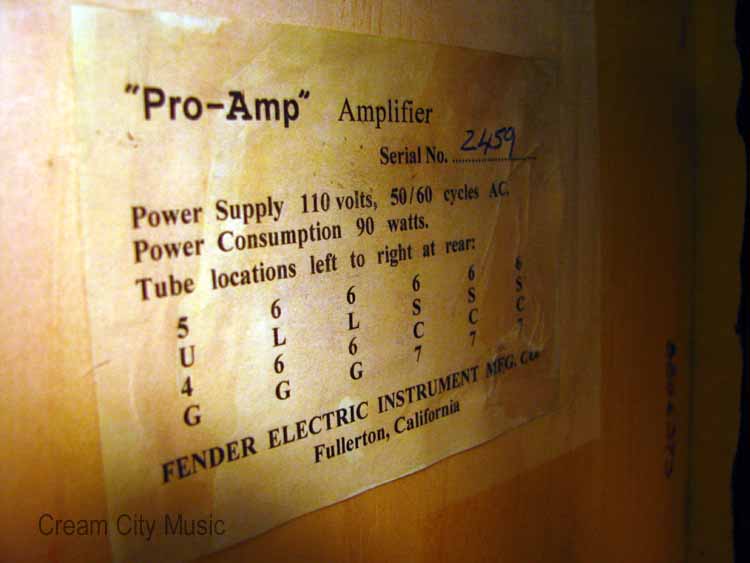 "Pro-Amp" Amplifier
Serial No. 2459
Power Supply 110 volts, 50/60 cycles AC.
Power Consumption 90 watts.
Tube locations left to right at rear:
5 6 6 6 6 6
U L L S S S
4 6 6 C C C
G G G 7 7 7
FENDER ELECTRIC INSTRUMENT MFG. CO.
Fullerton, California
Cream City Music